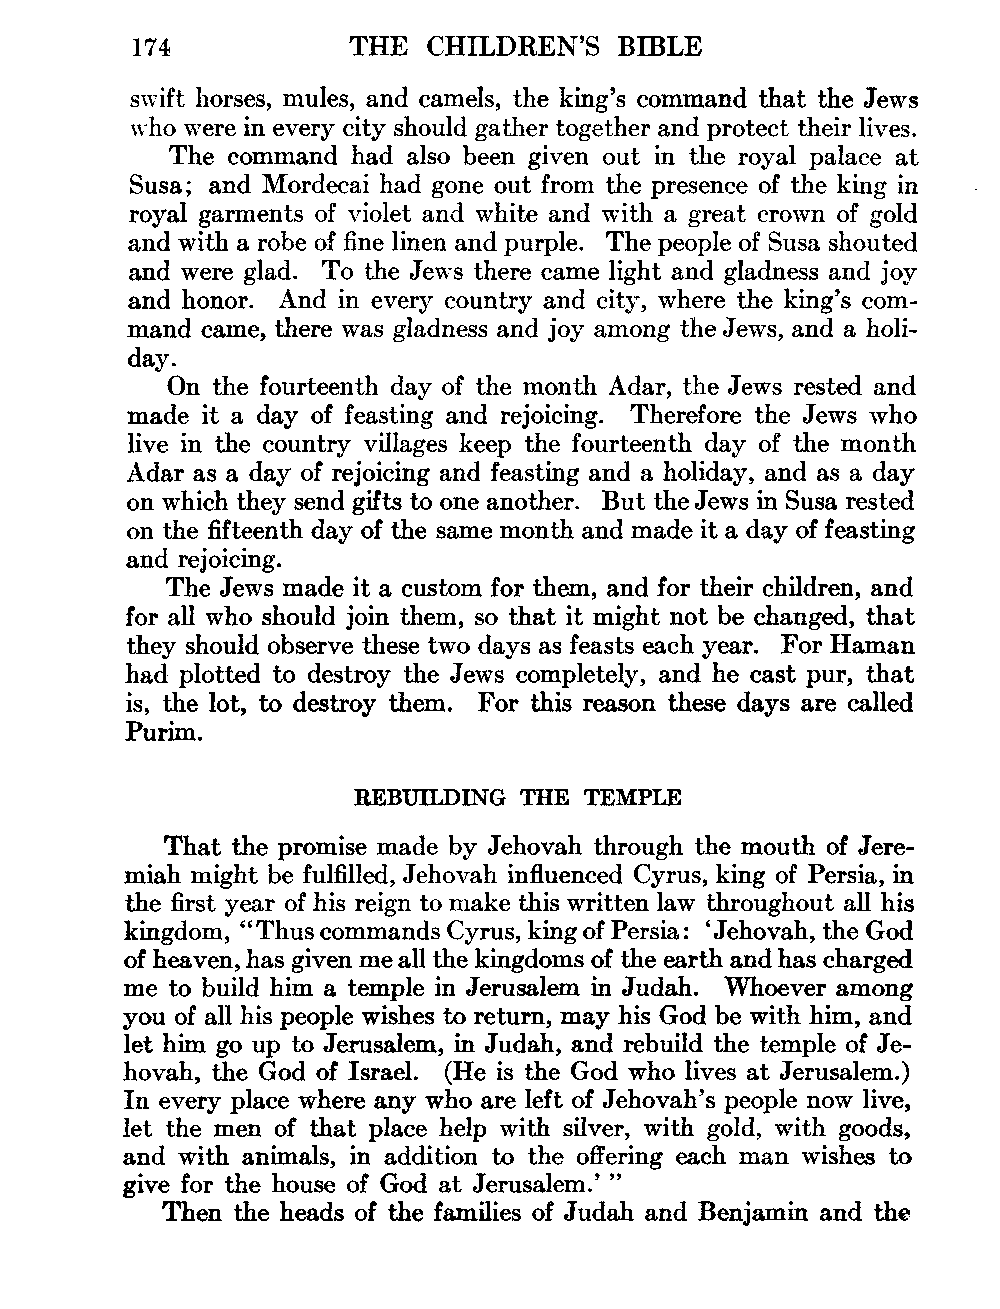 174 THE CHILDREN'S BIBLE
swift horses, mules, and camels, the king's command that the Jews
who were in every city should gather together and protect their lives.
The command had also been given out in the royal palace at
Susa; and Mordecai had gone out from the presence of the king in
royal garments of violet and white and with a great crown of gold
and with a robe of fine linen and purple. The people of Susa shouted
and were glad. To the Jews there came light and gladness and joy
and honor. And in every country and city, where the king's com-
mand came, there was gladness and joy among the Jews, and a holi-
day.
On the fourteenth day of the month Adar, the Jews rested and
made it a day of feasting and rejoicing. Therefore the Jews who
live in the country villages keep the fourteenth day of the month
Adar as a day of rejoicing and feasting and a holiday, and as a day
on which they send gifts to one another. But the Jews in Susa rested
on the fifteenth day of the same month and made it a day of feasting
and rejoicing.
The Jews made it a custom for them, and for their children, and
for all who should join them, so that it might not be changed, that
they should observe these two days as feasts each year. For Haman
had plotted to destroy the Jews completely, and he cast pur, that
is, the lot, to destroy them. For this reason these days are called
Purim.
REBUILDING THE TEMPLE
That the promise made by Jehovah through the mouth of Jere-
miah might be fulfilled, Jehovah influenced Cyrus, king of Persia, in
the first year of his reign to make this written law throughout all his
kingdom, "Thus commands Cyrus, king of Persia: 'Jehovah, the God
of heaven, has given me all the kingdoms of the earth and has charged
me to build him a temple in Jerusalem in Judah. Whoever among
you of all his people wishes to return, may his God be with him, and
let him go up to Jerusalem, in Judah, and rebuild the temple of Je-
hovah, the God of Israel. (He is the God who lives at Jerusalem.)
In every place where any who are left of Jehovah's people now live,
let the men of that place help with silver, with gold, with goods,
and with animals, in addition to the offering each man wishes to
give for the house of God at Jerusalem.' "
Then the heads of the families of Judah and Benjamin and the